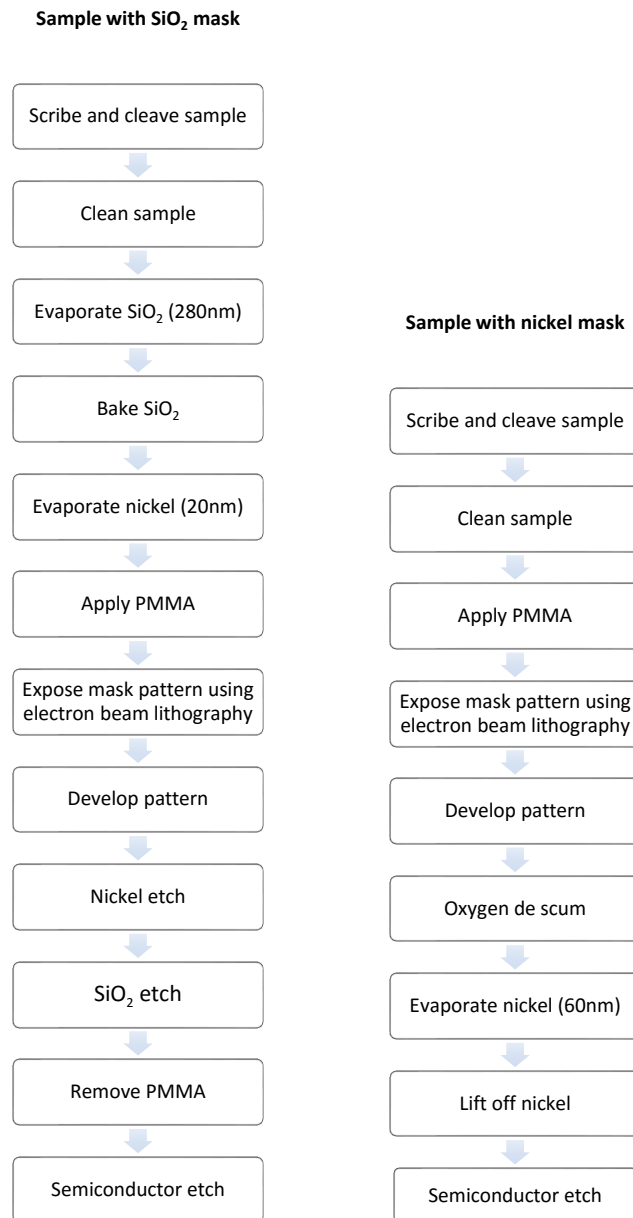 Sample with SiO₂ mask
Scribe and cleave sample
Clean sample
Evaporate SiO₂ (280nm)
Bake SiO₂
Evaporate nickel (20nm)
Apply PMMA
Expose mask pattern using
electron beam lithography
Develop pattern
Nickel etch
SiO₂ etch
Remove PMMA
Semiconductor etch
Sample with nickel mask
Scribe and cleave sample
Clean sample
Apply PMMA
Expose mask pattern using
electron beam lithography
Develop pattern
Oxygen de scum
Evaporate nickel (60nm)
Lift off nickel
Semiconductor etch